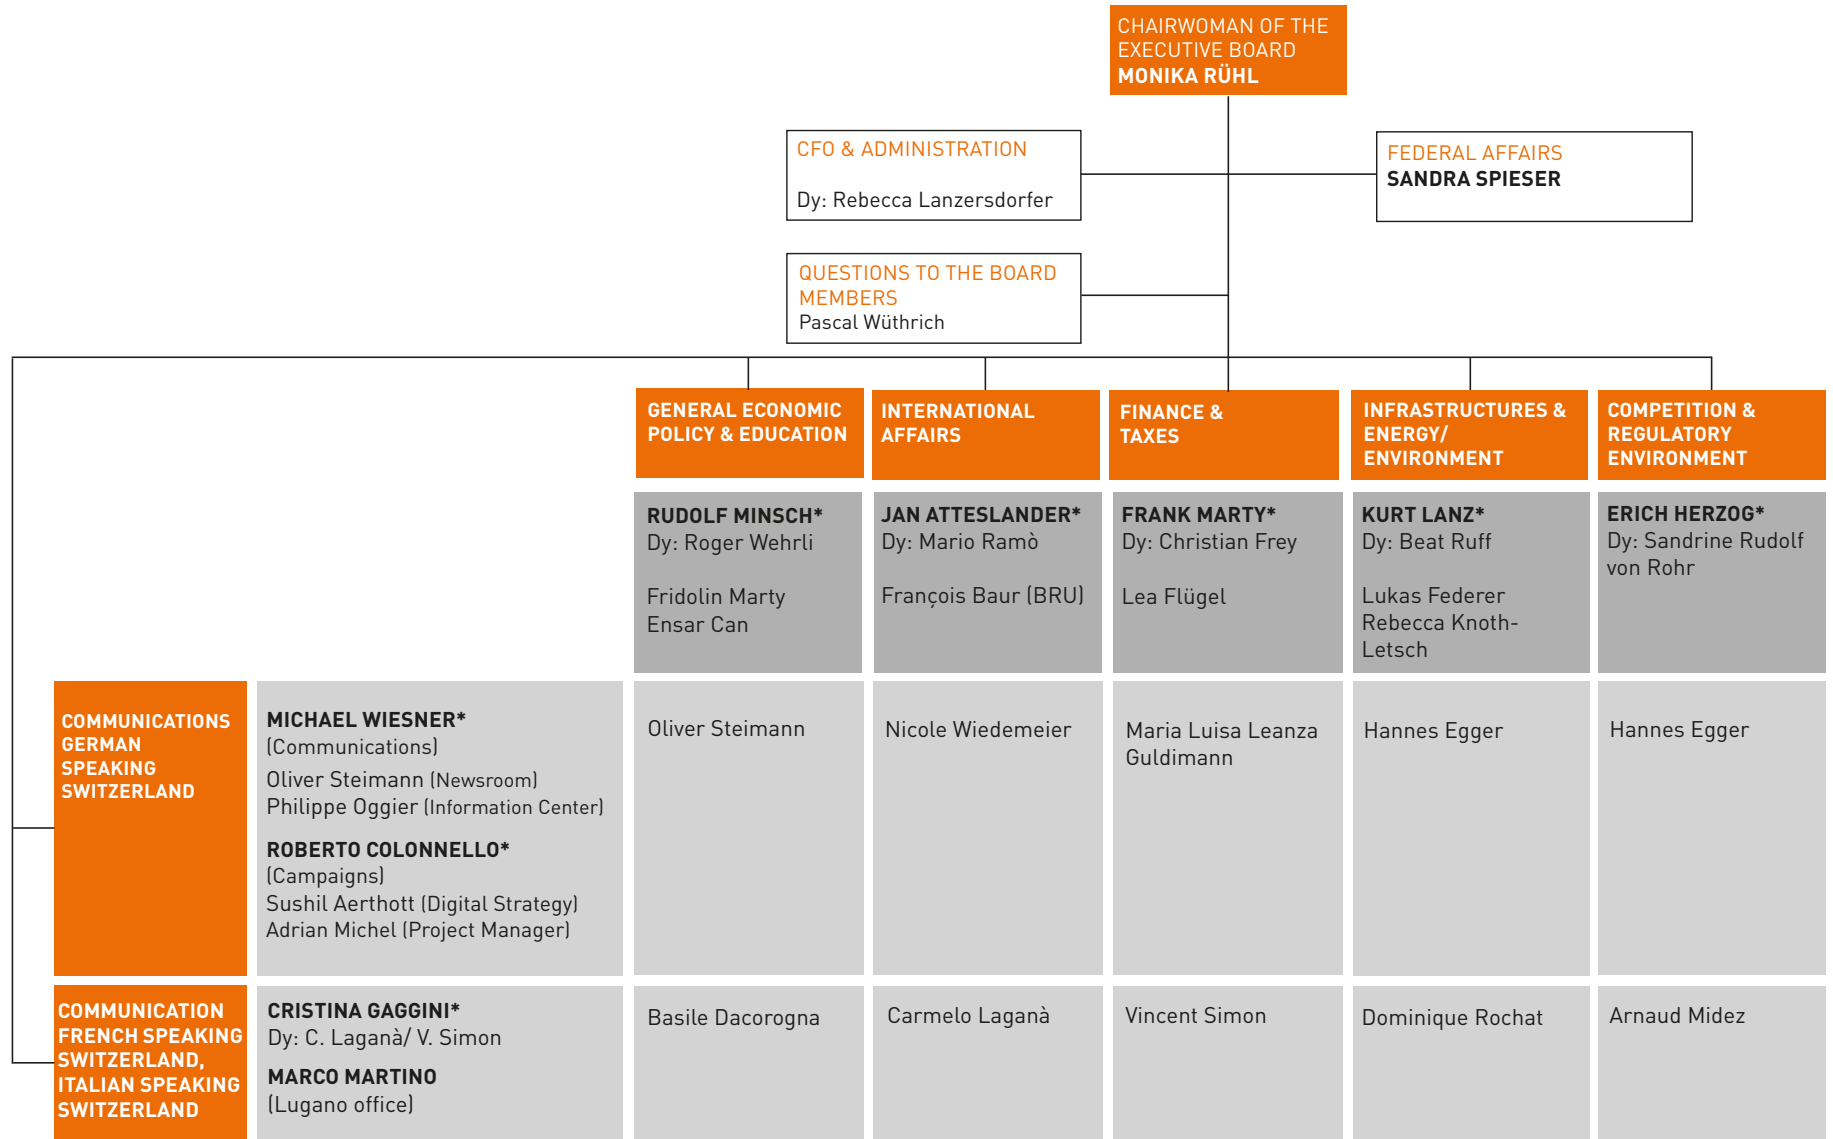 CHAIRWOMAN OF THE
EXECUTIVE BOARD
MONIKA RÜHL
CFO & ADMINISTRATION
Dy: Rebecca Lanzersdorfer
FEDERAL AFFAIRS
SANDRA SPIESER
QUESTIONS TO THE BOARD
MEMBERS
Pascal Wüthrich
GENERAL ECONOMIC
POLICY & EDUCATION
INTERNATIONAL
AFFAIRS
FINANCE &
TAXES
INFRASTRUCTURES &
ENERGY/
ENVIRONMENT
COMPETITION &
REGULATORY
ENVIRONMENT
RUDOLF MINSCH*
Dy: Roger Wehrli
Fridolin Marty
Ensar Can
JAN ATTESLANDER*
Dy: Mario Ramò
François Baur (BRU)
FRANK MARTY*
Dy: Christian Frey
Lea Flügel
KURT LANZ*
Dy: Beat Ruff
Lukas Federer
Rebecca Knoth-
Letsch
ERICH HERZOG*
Dy: Sandrine Rudolf
von Rohr
COMMUNICATIONS
GERMAN
SPEAKING
SWITZERLAND
MICHAEL WIESNER*
(Communications)
Oliver Steimann (Newsroom)
Philippe Oggier (Information Center)
ROBERTO COLONNELLO*
(Campaigns)
Sushil Aerthott (Digital Strategy)
Adrian Michel (Project Manager)
Oliver Steimann
Nicole Wiedemeier
Maria Luisa Leanza
Guldimann
Hannes Egger
Hannes Egger
COMMUNICATION
FRENCH SPEAKING
SWITZERLAND,
ITALIAN SPEAKING
SWITZERLAND
CRISTINA GAGGINI*
Dy: C. Laganà/ V. Simon
MARCO MARTINO
(Lugano office)
Basile Dacorogna
Carmelo Laganà
Vincent Simon
Dominique Rochat
Arnaud Midez